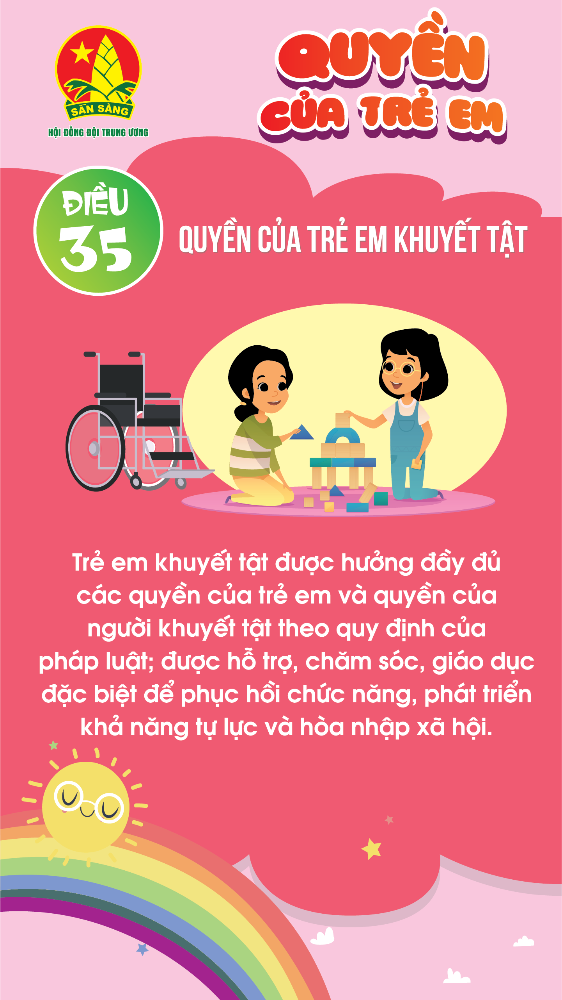 SẴN SÀNG
HỘI ĐỒNG ĐỘI TRUNG ƯƠNG
QUYỀN
CỦA TRẺ EM
ĐIỀU
35
QUYỀN CỦA TRẺ EM KHUYẾT TẬT
Trẻ em khuyết tật được hưởng đầy đủ
các quyền của trẻ em và quyền của
người khuyết tật theo quy định của
pháp luật; được hỗ trợ, chăm sóc, giáo dục
đặc biệt để phục hồi chức năng, phát triển
khả năng tự lực và hòa nhập xã hội.